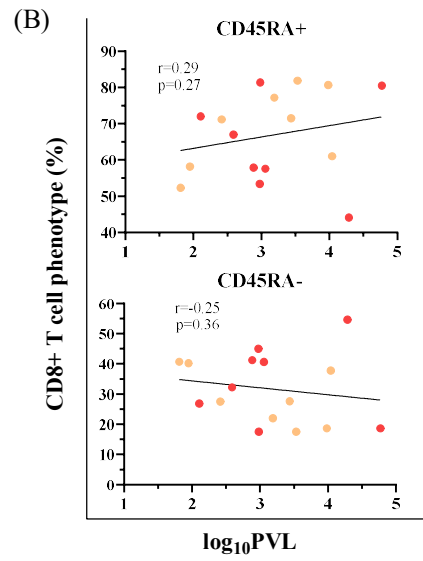 (B)
CD45RA+
r=0.29
p=0.27
90
80
70
60
50
40
1 2 3 4 5
CD45RA-
r=-0.25
p=0.36
60
50
40
30
20
10
0
1 2 3 4 5
CD8+ T cell phenotype (%)
log₁₀PVL